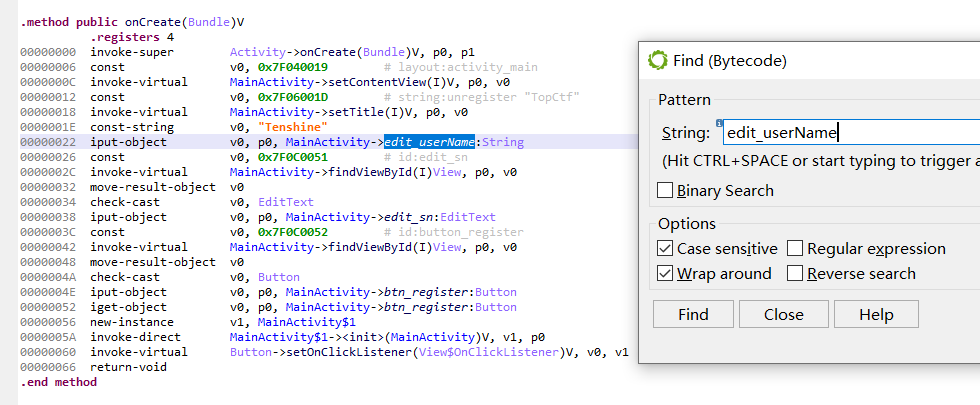 .method public onCreate(Bundle)V
.registers 4
00000000 invoke-super Activity->onCreate(Bundle)V, p0, p1
00000006 const v0, 0x7F040019 # layout:activity_main
0000000C invoke-virtual MainActivity->setContentView(I)V, p0, v0
00000012 const v0, 0x7F06001D # string:unregister "TopCtf"
00000018 invoke-virtual MainActivity->setTitle(I)V, p0, v0
0000001E const-string v0, "Tenshine"
00000022 iput-object v0, p0, MainActivity->edit_userName:String
00000026 const v0, 0x7F0C0051 # id:edit_sn
0000002C invoke-virtual MainActivity->findViewById(I)View, p0, v0
00000032 move-result-object v0
00000034 check-cast v0, EditText
00000038 iput-object v0, p0, MainActivity->edit_sn:EditText
0000003C const v0, 0x7F0C0052 # id:button_register
00000042 invoke-virtual MainActivity->findViewById(I)View, p0, v0
00000048 move-result-object v0
0000004A check-cast v0, Button
0000004E iput-object v0, p0, MainActivity->btn_register:Button
00000052 iget-object v0, p0, MainActivity->btn_register:Button
00000056 new-instance v1, MainActivity$1
0000005A invoke-direct MainActivity$1-><init>(MainActivity)V, v1, p0
00000060 invoke-virtual Button->setOnClickListener(View$OnClickListener)V, v0, v1
00000066 return-void
.end method
Find (Bytecode)
Pattern
String: edit_userName
(Hit CTRL+SPACE or start typing to trigger a
Binary Search
Options
Case sensitive Regular expression
Wrap around Reverse search
Find Close Help